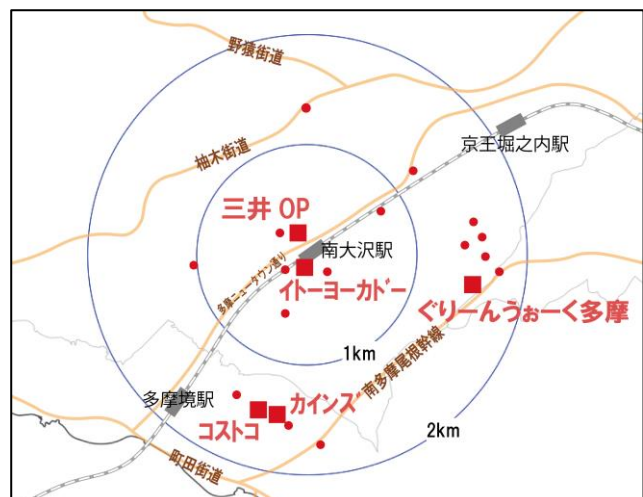 野猿街道
柚木街道
京王堀之内駅
三井 OP
南大沢駅
多摩ニュータウン通り
イトーヨーカドー
ぐりーんうぉーく多摩
1km
南多摩尾根幹線
多摩境駅
カインズ
コストコ
2km
町田街道